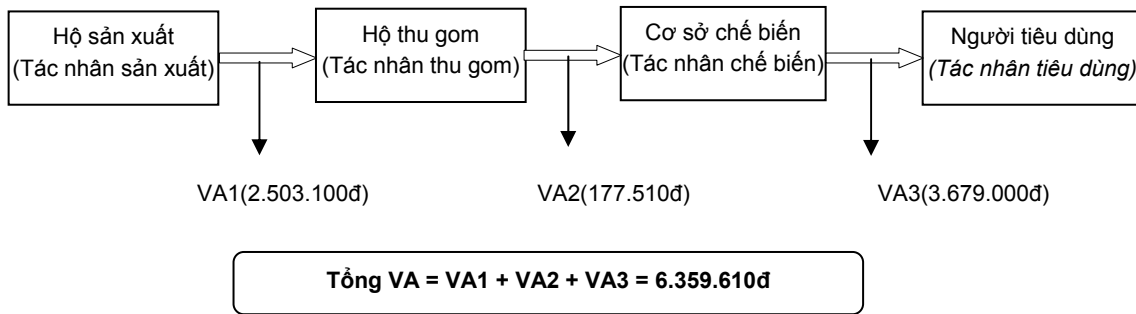 Hộ sản xuất
(Tác nhân sản xuất)
Hộ thu gom
(Tác nhân thu gom)
Cơ sở chế biến
(Tác nhân chế biến)
Người tiêu dùng
(Tác nhân tiêu dùng)
VA1(2.503.100đ)
VA2(177.510đ)
VA3(3.679.000đ)
Tổng VA = VA1 + VA2 + VA3 = 6.359.610đ